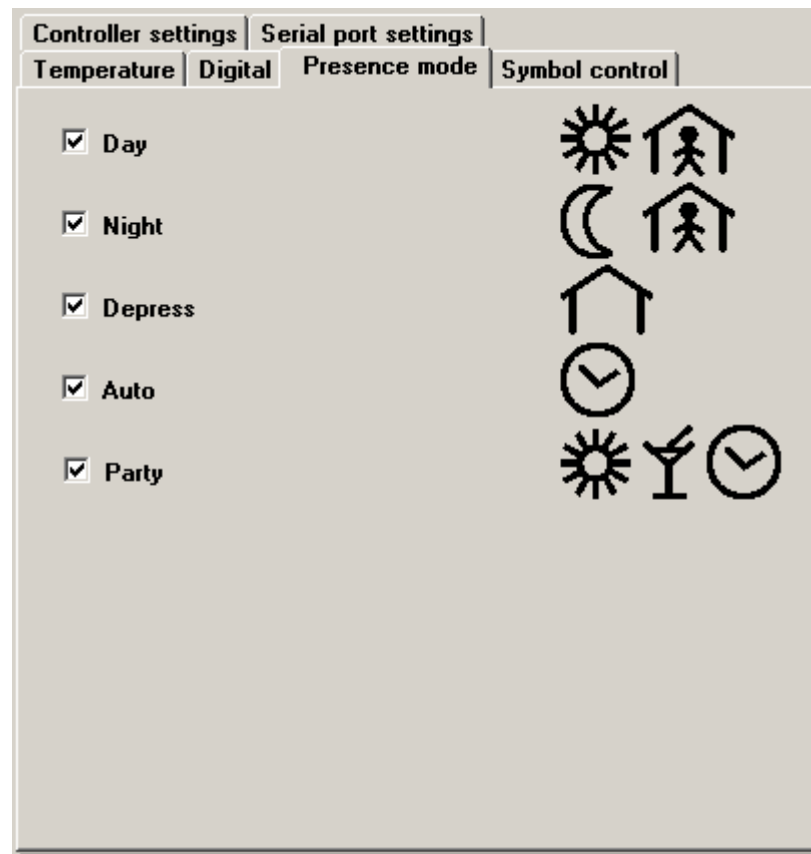 Controller settings Serial port settings
Temperature Digital Presence mode Symbol control
Day
Night
Depress
Auto
Party